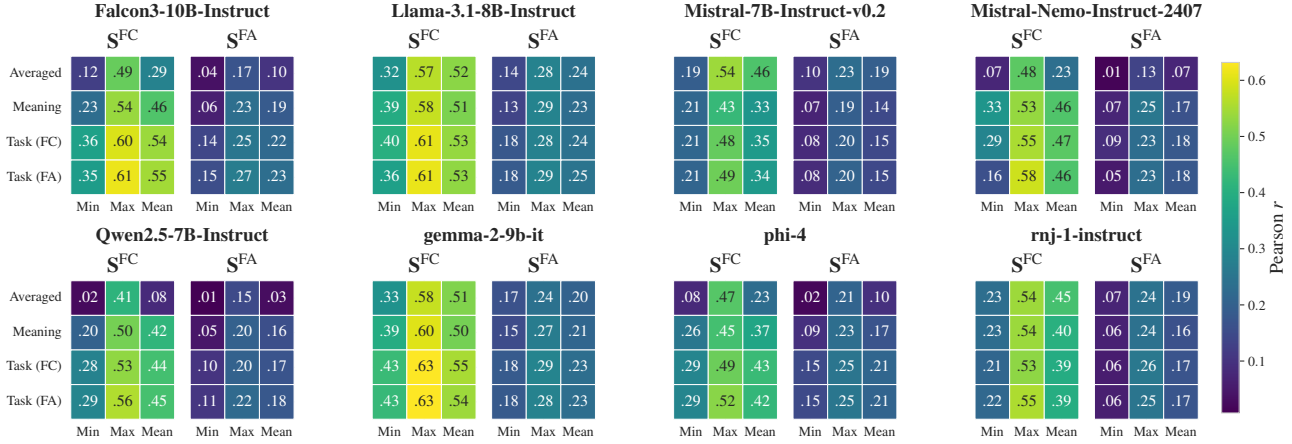 Falcon3-10B-Instruct Llama-3.1-8B-Instruct Mistral-7B-Instruct-v0.2 Mistral-Nemo-Instruct-2407
S^FC S^FA S^FC S^FA S^FC S^FA S^FC S^FA
Averaged .12 .49 .29 .04 .17 .10 .32 .57 .52 .14 .28 .24 .19 .54 .46 .10 .23 .19 .07 .48 .23 .01 .13 .07
Meaning .23 .54 .46 .06 .23 .19 .39 .58 .51 .13 .29 .23 .21 .43 .33 .07 .19 .14 .33 .53 .46 .07 .25 .17
Task (FC) .36 .60 .54 .14 .25 .22 .40 .61 .53 .18 .28 .24 .21 .48 .35 .08 .20 .15 .29 .55 .47 .09 .23 .18
Task (FA) .35 .61 .55 .15 .27 .23 .36 .61 .53 .18 .29 .25 .21 .49 .34 .08 .20 .15 .16 .58 .46 .05 .23 .18
Min Max Mean Min Max Mean Min Max Mean Min Max Mean Min Max Mean Min Max Mean Min Max Mean Min Max Mean
Qwen2.5-7B-Instruct gemma-2-9b-it phi-4 rnj-1-instruct
S^FC S^FA S^FC S^FA S^FC S^FA S^FC S^FA
Averaged .02 .41 .08 .01 .15 .03 .33 .58 .51 .17 .24 .20 .08 .47 .23 .02 .21 .10 .23 .54 .45 .07 .24 .19
Meaning .20 .50 .42 .05 .20 .16 .39 .60 .50 .15 .27 .21 .26 .45 .37 .09 .23 .17 .23 .54 .40 .06 .24 .16
Task (FC) .28 .53 .44 .10 .20 .17 .43 .63 .55 .18 .29 .23 .29 .49 .43 .15 .25 .21 .21 .53 .39 .06 .26 .17
Task (FA) .29 .56 .45 .11 .22 .18 .43 .63 .54 .18 .28 .23 .29 .52 .42 .15 .25 .21 .22 .55 .39 .06 .25 .17
Min Max Mean Min Max Mean Min Max Mean Min Max Mean Min Max Mean Min Max Mean Min Max Mean Min Max Mean
0.6
0.5
0.4
0.3
0.2
0.1
Pearson r